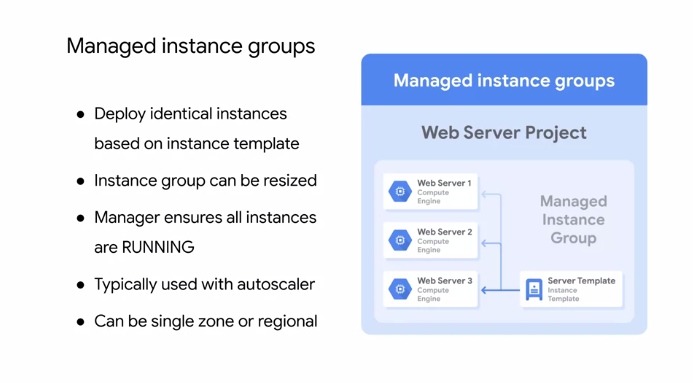 Managed instance groups
● Deploy identical instances
based on instance template
● Instance group can be resized
● Manager ensures all instances
are RUNNING
● Typically used with autoscaler
● Can be single zone or regional
Managed instance groups
Web Server Project
Web Server 1
Compute
Engine
Web Server 2
Compute
Engine
Web Server 3
Compute
Engine
Managed
Instance
Group
Server Template
Instance
Template